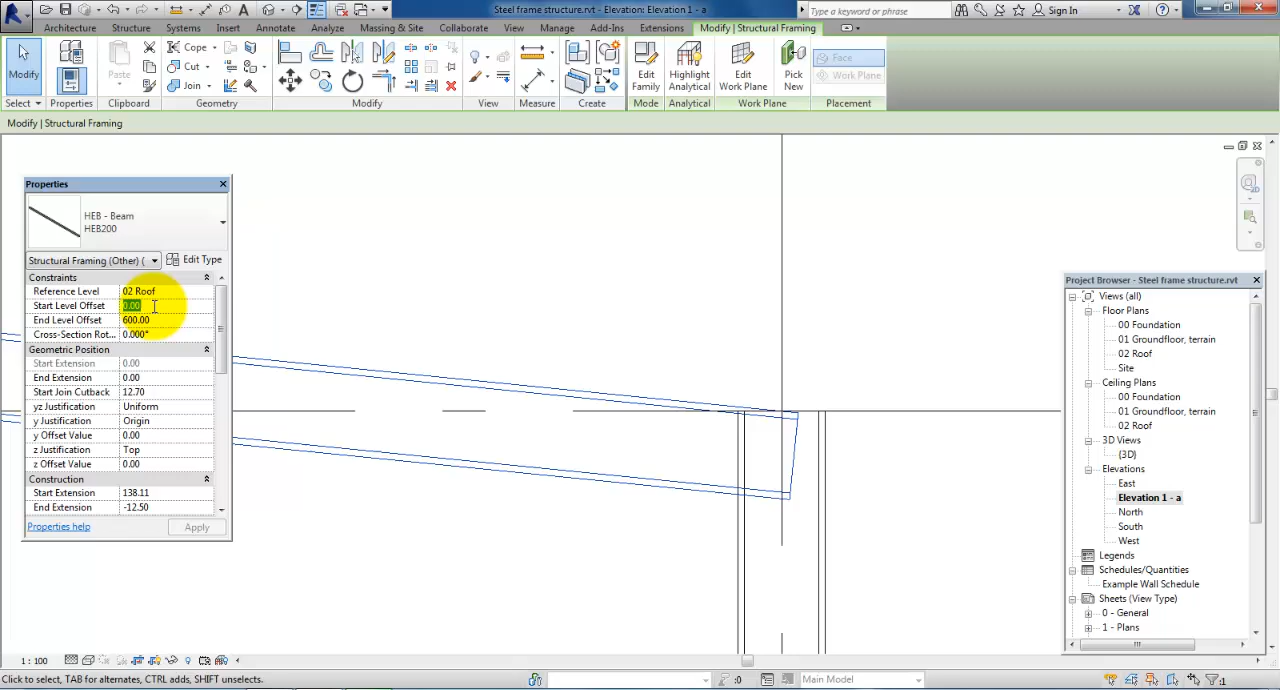 Steel frame structure.rvt - Elevation: Elevation 1 - a
Type a keyword or phrase
Sign In
Architecture Structure Systems Insert Annotate Analyze Massing & Site Collaborate View Manage Add-Ins Extensions Modify | Structural Framing
Modify
Paste
Cope
Cut
Join
Edit Family
Highlight Analytical
Edit Work Plane
Pick New
Face
Work Plane
Select Properties Clipboard Geometry Modify View Measure Create Mode Analytical Work Plane Placement
Modify | Structural Framing
Properties
HEB - Beam
HEB200
Structural Framing (Other) (
Edit Type
Constraints
Reference Level 02 Roof
Start Level Offset 0.00
End Level Offset 600.00
Cross-Section Rot... 0.000°
Geometric Position
Start Extension 0.00
End Extension 0.00
Start Join Cutback 12.70
yz Justification Uniform
y Justification Origin
y Offset Value 0.00
z Justification Top
z Offset Value 0.00
Construction
Start Extension 138.11
End Extension -12.50
Properties help
Apply
Project Browser - Steel frame structure.rvt
Views (all)
Floor Plans
00 Foundation
01 Groundfloor, terrain
02 Roof
Site
Ceiling Plans
00 Foundation
01 Groundfloor, terrain
02 Roof
3D Views
{3D}
Elevations
East
Elevation 1 - a
North
South
West
Legends
Schedules/Quantities
Example Wall Schedule
Sheets (View Type)
0 - General
1 - Plans
1 : 100
Click to select, TAB for alternates, CTRL adds, SHIFT unselects.
:0
Main Model
:1